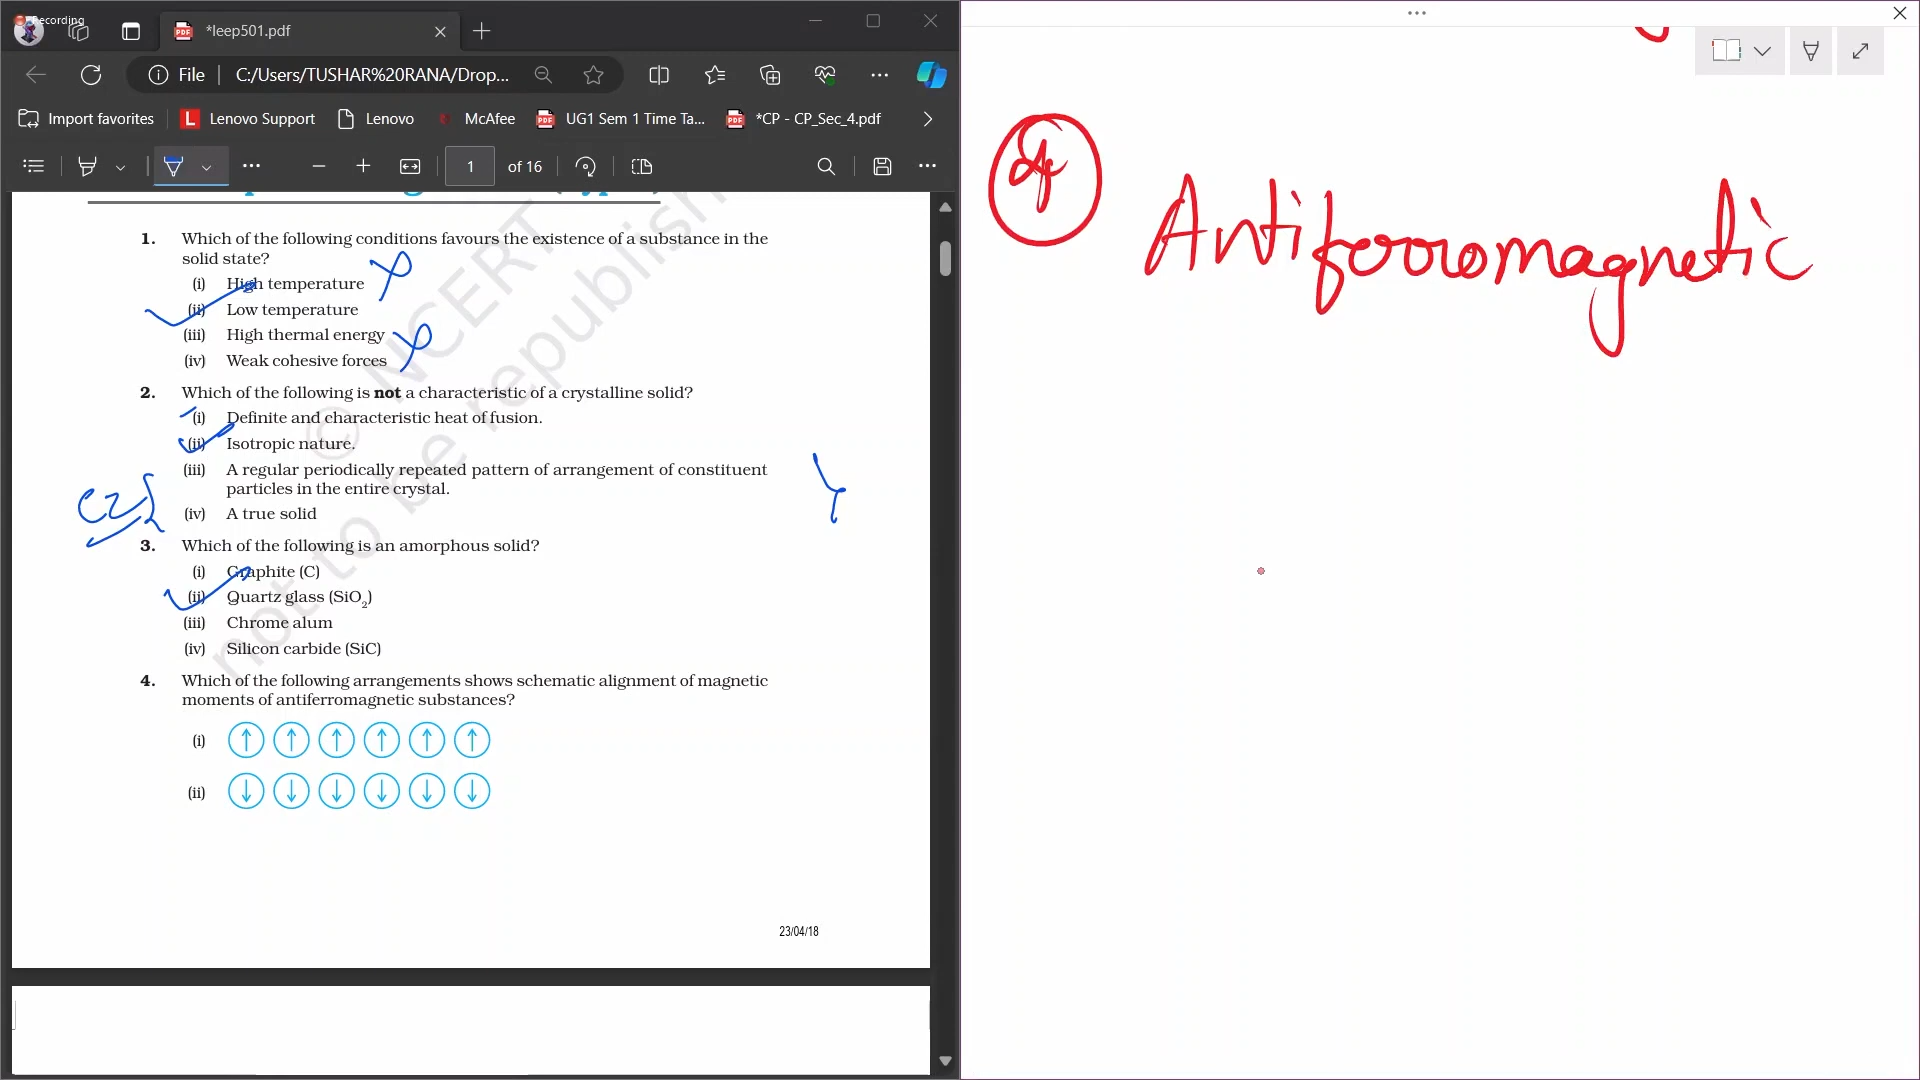 Recording
*leep501.pdf
File
C:/Users/TUSHAR%20RANA/Drop...
Import favorites
Lenovo Support
Lenovo
McAfee
UG1 Sem 1 Time Ta...
*CP - CP_Sec_4.pdf
1 of 16
1. Which of the following conditions favours the existence of a substance in the
solid state?
(i) High temperature
(ii) Low temperature
(iii) High thermal energy
(iv) Weak cohesive forces
2. Which of the following is not a characteristic of a crystalline solid?
(i) Definite and characteristic heat of fusion.
(ii) Isotropic nature.
(iii) A regular periodically repeated pattern of arrangement of constituent
particles in the entire crystal.
(iv) A true solid
3. Which of the following is an amorphous solid?
(i) Graphite (C)
(ii) Quartz glass (SiO2)
(iii) Chrome alum
(iv) Silicon carbide (SiC)
4. Which of the following arrangements shows schematic alignment of magnetic
moments of antiferromagnetic substances?
(i) ↑ ↑ ↑ ↑ ↑ ↑
(ii) ↓ ↓ ↓ ↓ ↓ ↓
23/04/18
© NCERT
not to be republish
Antiferromagnetic